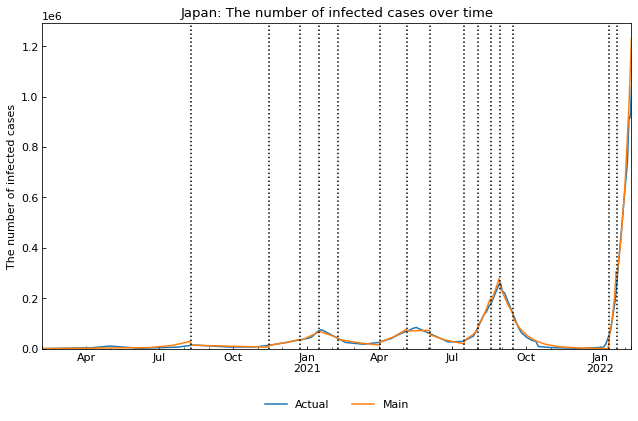 Japan: The number of infected cases over time
1e6
1.2
1.0
0.8
0.6
0.4
0.2
0.0
The number of infected cases
Apr Jul Oct Jan Apr Jul Oct Jan
2021 2022
Actual Main